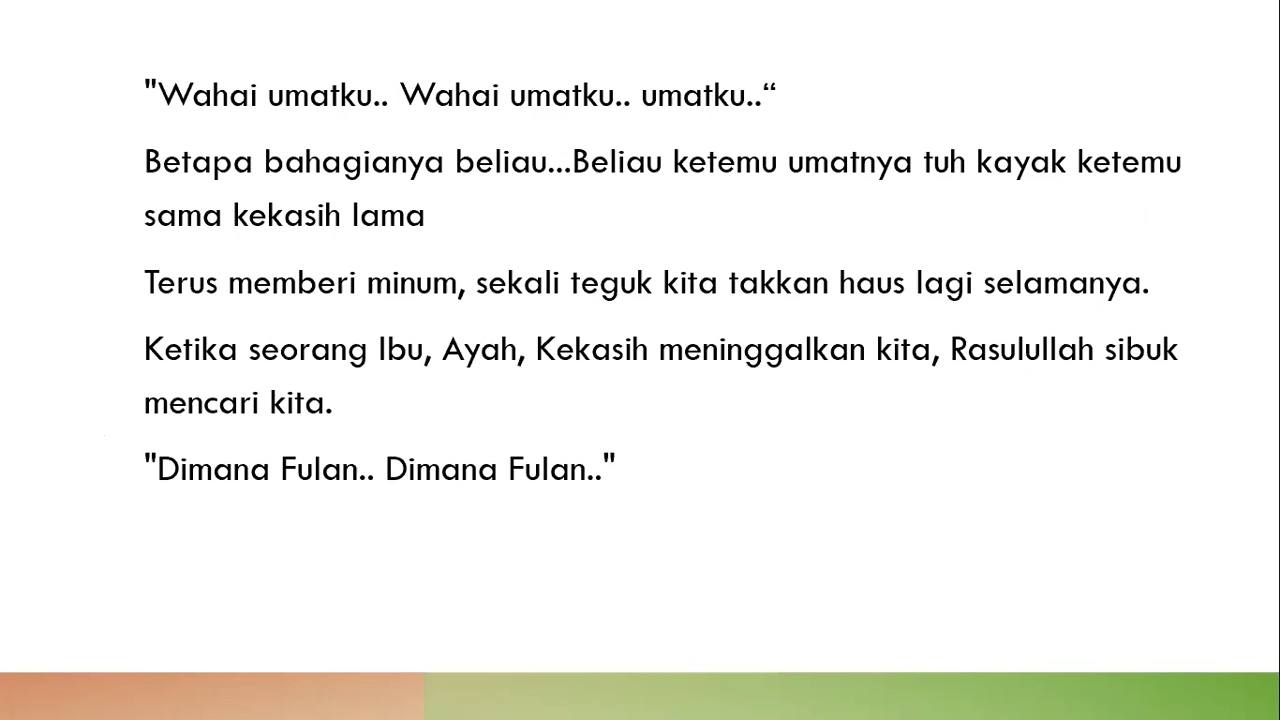 "Wahai umatku.. Wahai umatku.. umatku..“
Betapa bahagianya beliau...Beliau ketemu umatnya tuh kayak ketemu
sama kekasih lama
Terus memberi minum, sekali teguk kita takkan haus lagi selamanya.
Ketika seorang Ibu, Ayah, Kekasih meninggalkan kita, Rasulullah sibuk
mencari kita.
"Dimana Fulan.. Dimana Fulan.."